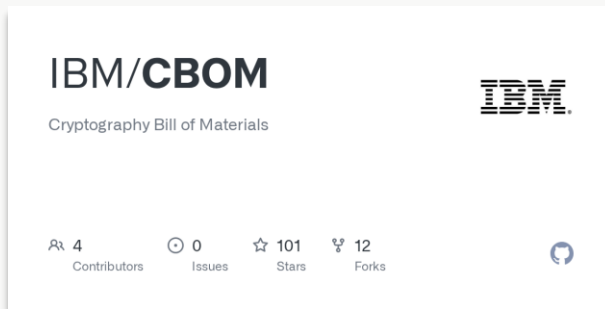 IBM/CBOM
IBM
Cryptography Bill of Materials
4 0 101 12
Contributors Issues Stars Forks